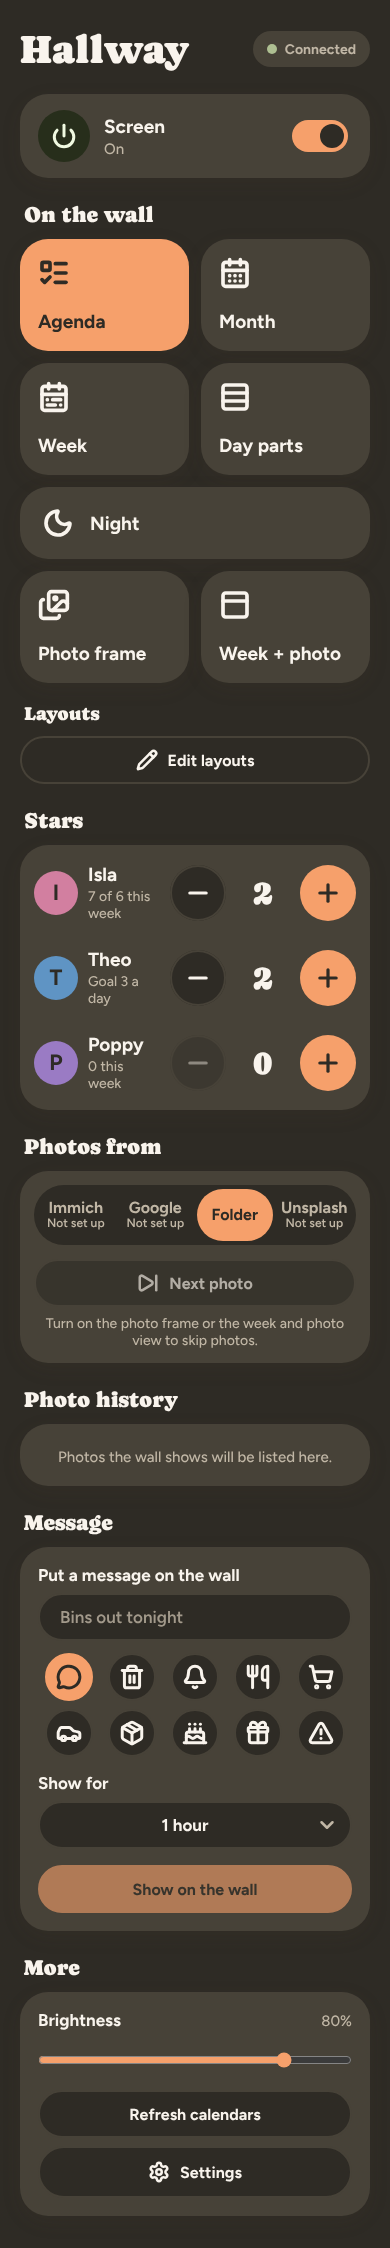 Hallway
Connected
Screen
On
On the wall
Agenda
Month
Week
Day parts
Night
Photo frame
Week + photo
Layouts
Edit layouts
Stars
I
Isla
7 of 6 this
week
2
T
Theo
Goal 3 a
day
2
P
Poppy
0 this
week
0
Photos from
Immich
Not set up
Google
Not set up
Folder
Unsplash
Not set up
Next photo
Turn on the photo frame or the week and photo
view to skip photos.
Photo history
Photos the wall shows will be listed here.
Message
Put a message on the wall
Bins out tonight
Show for
1 hour
Show on the wall
More
Brightness
80%
Refresh calendars
Settings